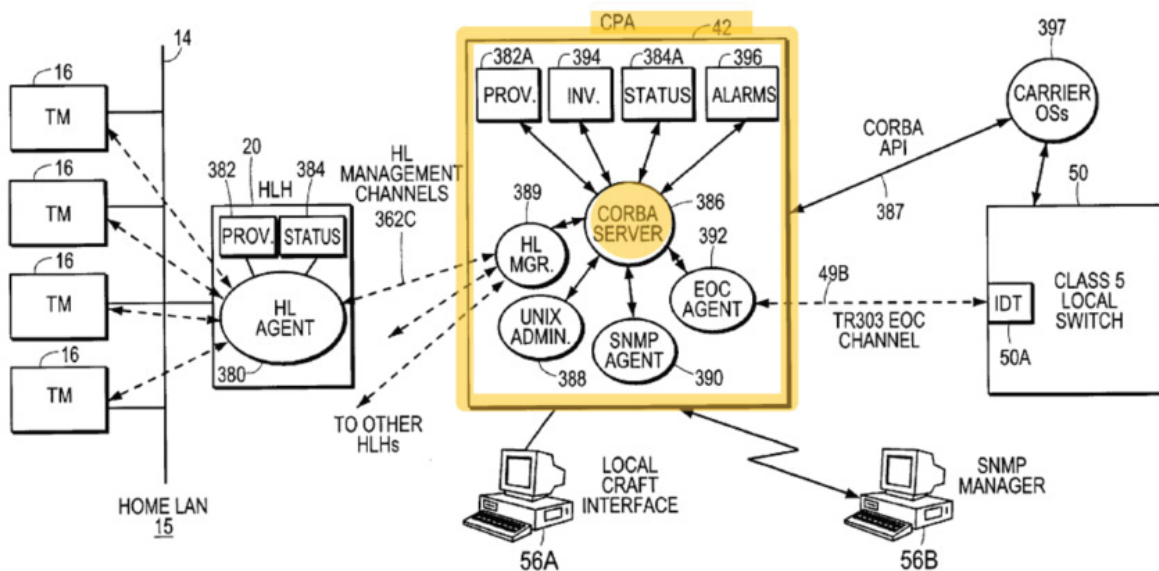 CPA
42
14
16
TM
16
TM
16
TM
16
TM
HOME LAN
15
20
382
HLH
384
PROV.
STATUS
HL
AGENT
380
HL
MANAGEMENT
CHANNELS
362C
TO OTHER
HLHs
382A
394
384A
396
PROV.
INV.
STATUS
ALARMS
CORBA
SERVER
386
389
HL
MGR.
392
EOC
AGENT
UNIX
ADMIN.
388
SNMP
AGENT
390
397
CARRIER
OSs
CORBA
API
387
50
49B
TR303 EOC
CHANNEL
IDT
50A
CLASS 5
LOCAL
SWITCH
LOCAL
CRAFT
INTERFACE
56A
SNMP
MANAGER
56B